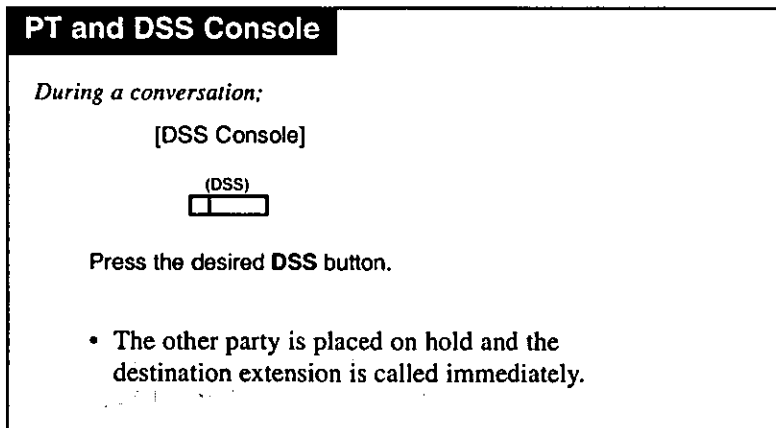 PT and DSS Console
During a conversation;
[DSS Console]
(DSS)
Press the desired DSS button.
• The other party is placed on hold and the
destination extension is called immediately.